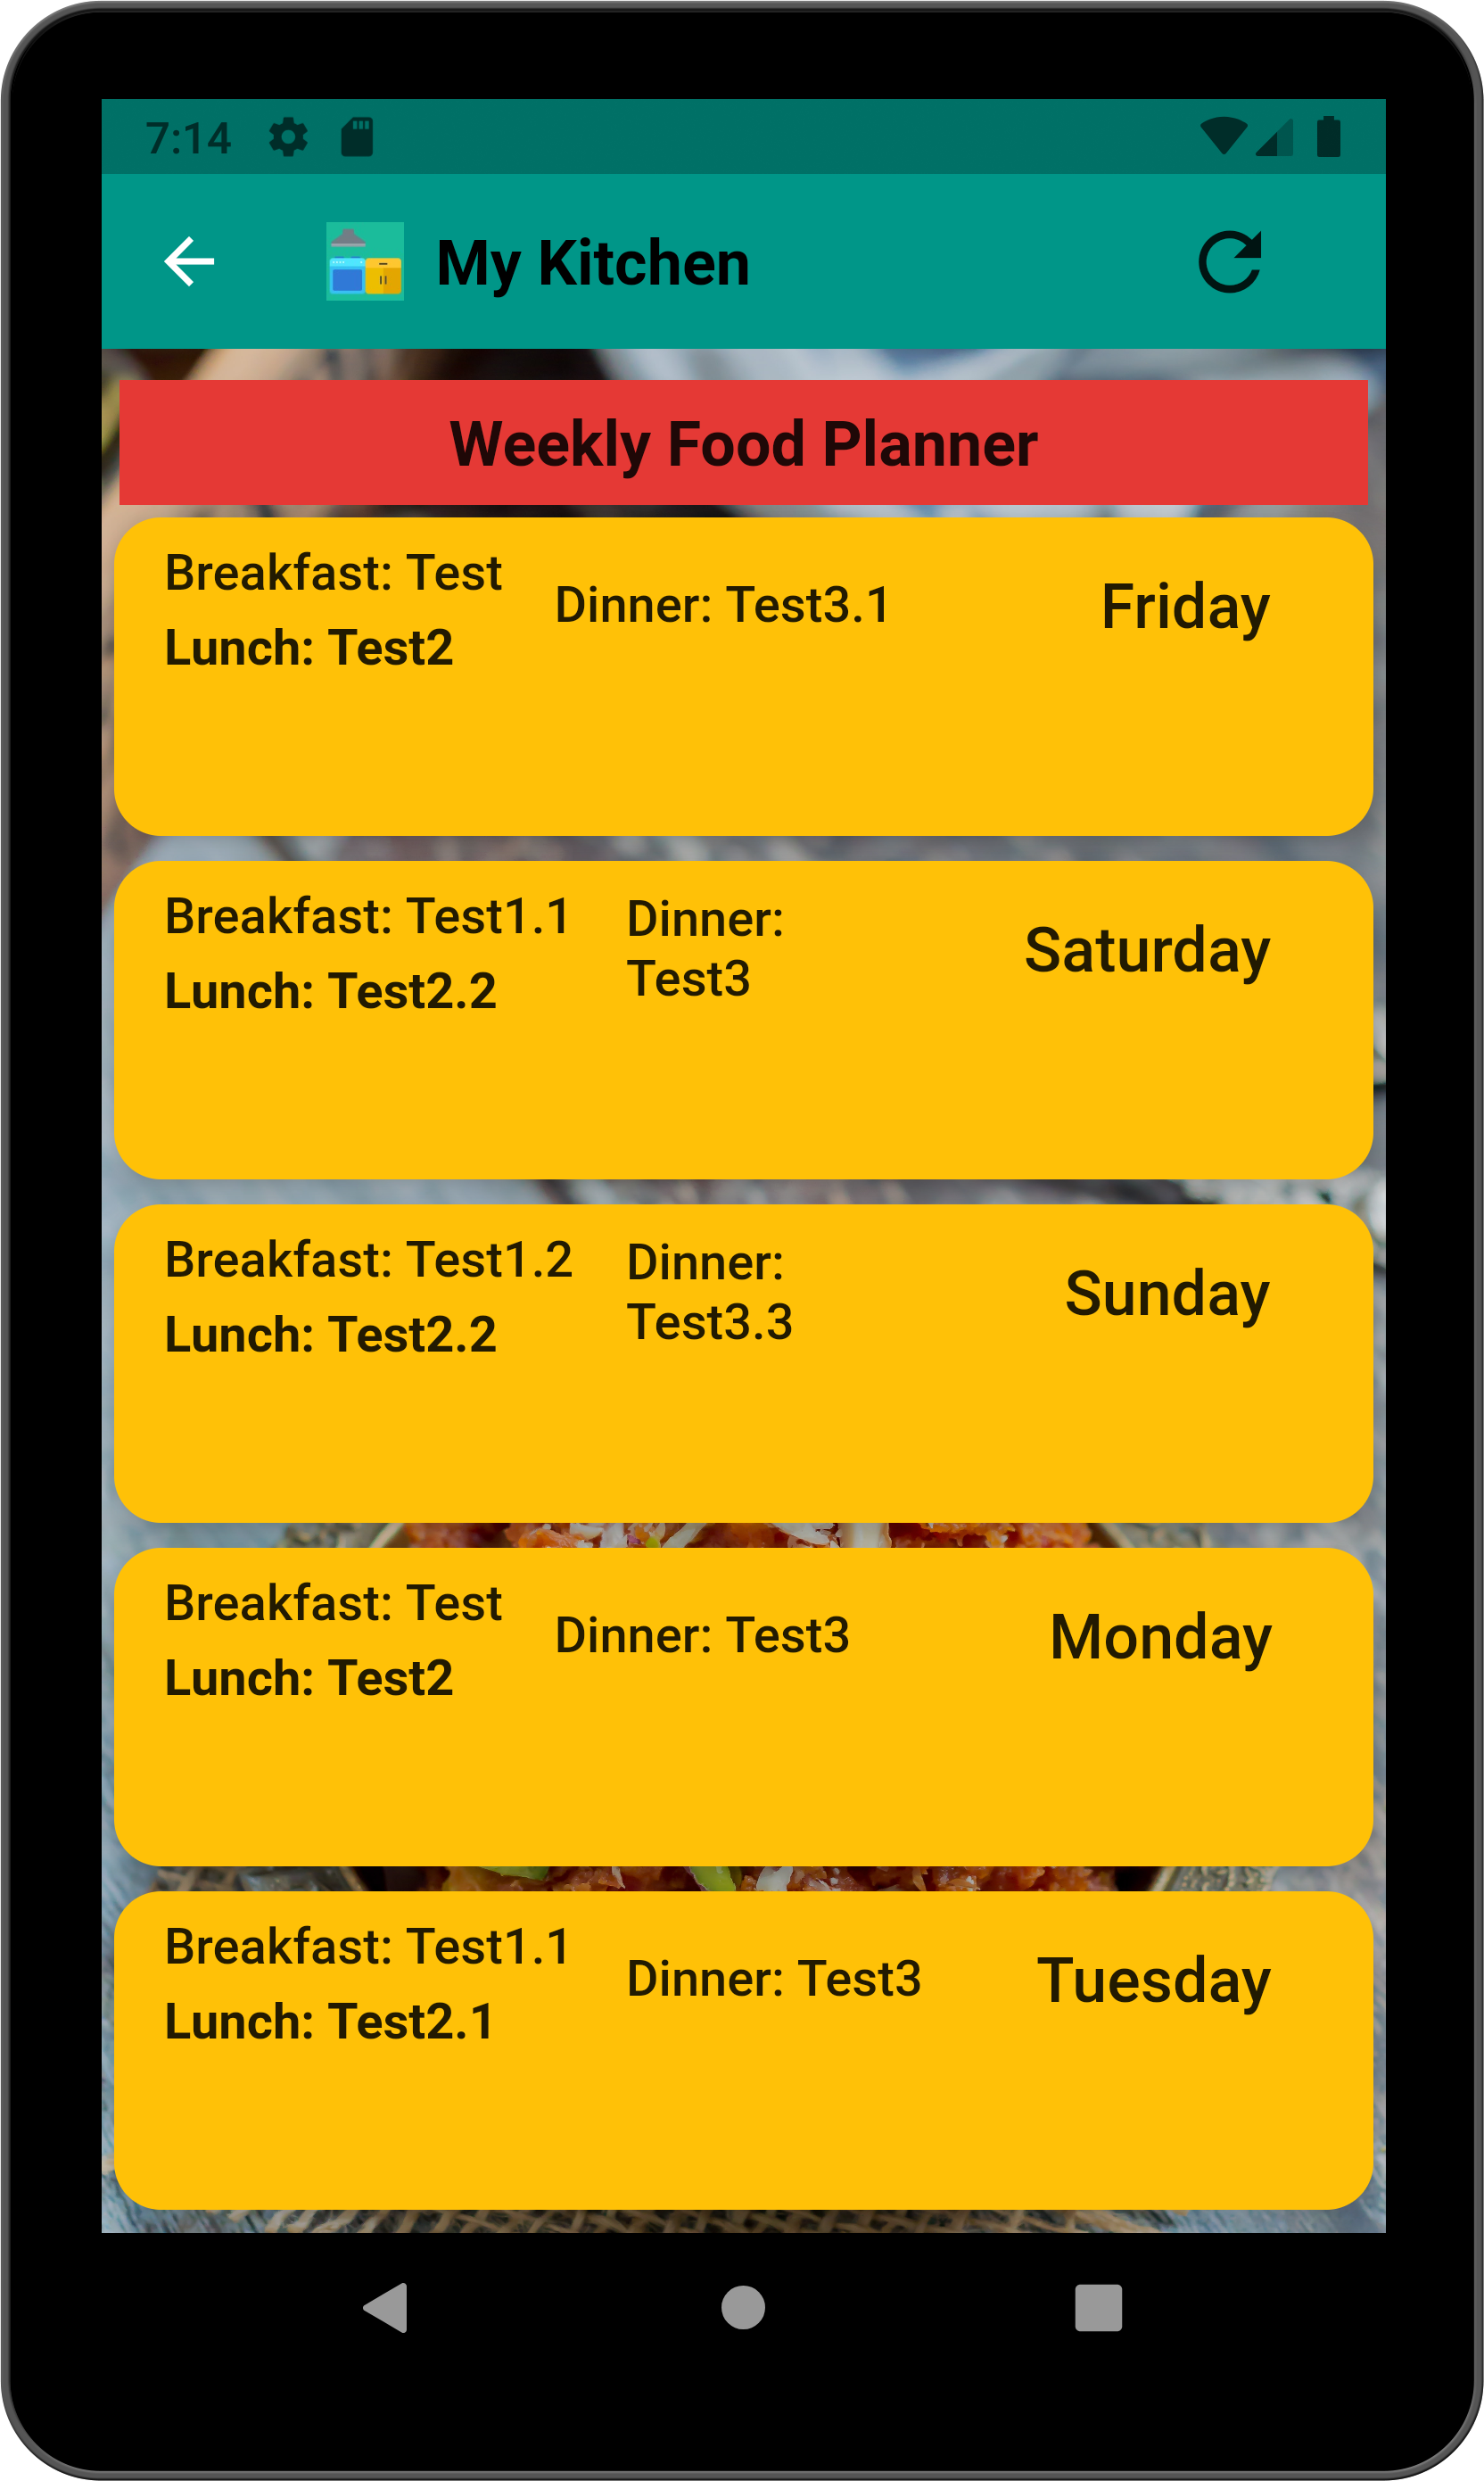 7:14
My Kitchen
Weekly Food Planner
Breakfast: Test
Lunch: Test2
Dinner: Test3.1
Friday
Breakfast: Test1.1
Lunch: Test2.2
Dinner:
Test3
Saturday
Breakfast: Test1.2
Lunch: Test2.2
Dinner:
Test3.3
Sunday
Breakfast: Test
Lunch: Test2
Dinner: Test3
Monday
Breakfast: Test1.1
Lunch: Test2.1
Dinner: Test3
Tuesday